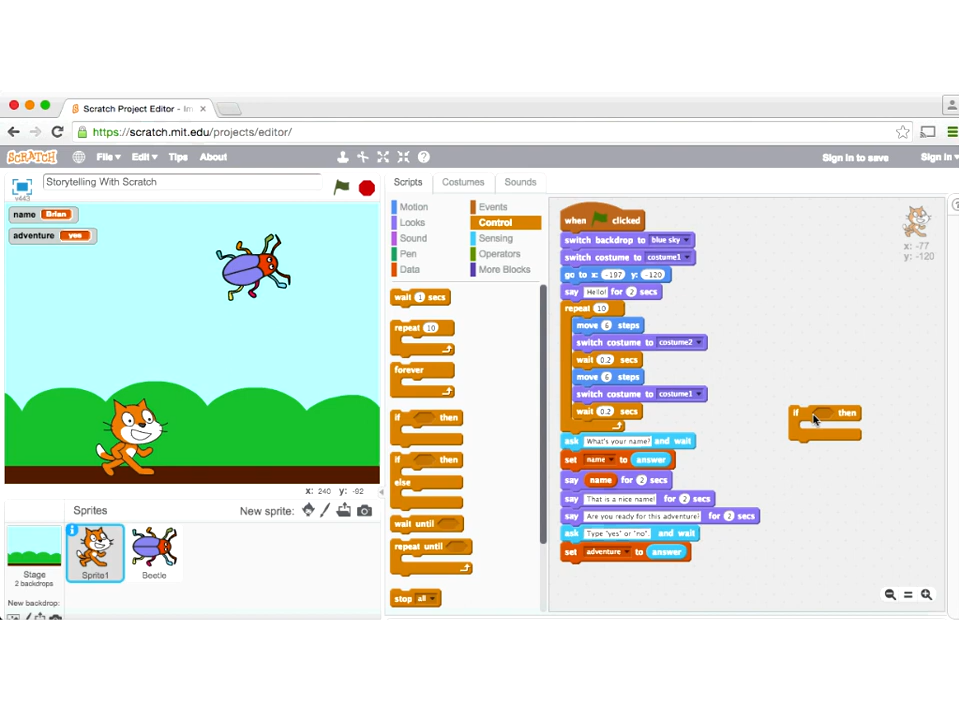 Scratch Project Editor - Im
https://scratch.mit.edu/projects/editor/
SCRATCH File Edit Tips About Sign in to save Sign in
v443 Storytelling With Scratch
Scripts Costumes Sounds
name Brian
adventure yes
Motion Events
Looks Control
Sound Sensing
Pen Operators
Data More Blocks
wait 1 secs
repeat 10
forever
if then
if then
else
wait until
repeat until
stop all
when clicked
switch backdrop to blue sky
switch costume to costume1
go to x: -197 y: -120
say Hello! for 2 secs
repeat 10
move 6 steps
switch costume to costume2
wait 0.2 secs
move 6 steps
switch costume to costume1
wait 0.2 secs
ask What's your name? and wait
set name to answer
say name for 2 secs
say That is a nice name! for 2 secs
say Are you ready for this adventure? for 2 secs
ask Type "yes" or "no". and wait
set adventure to answer
if then
x: -77
y: -120
x: 240 y: -92
Sprites New sprite:
Stage
2 backdrops
New backdrop:
Sprite1
Beetle